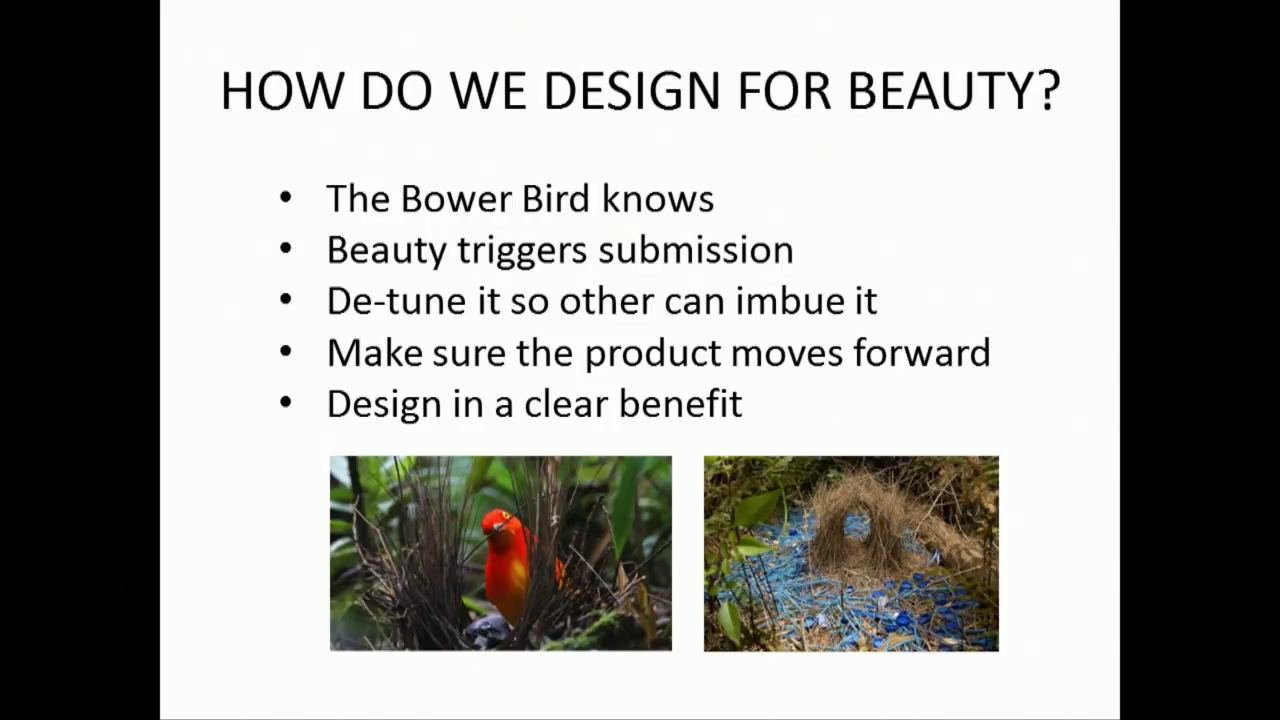 HOW DO WE DESIGN FOR BEAUTY?
• The Bower Bird knows
• Beauty triggers submission
• De-tune it so other can imbue it
• Make sure the product moves forward
• Design in a clear benefit